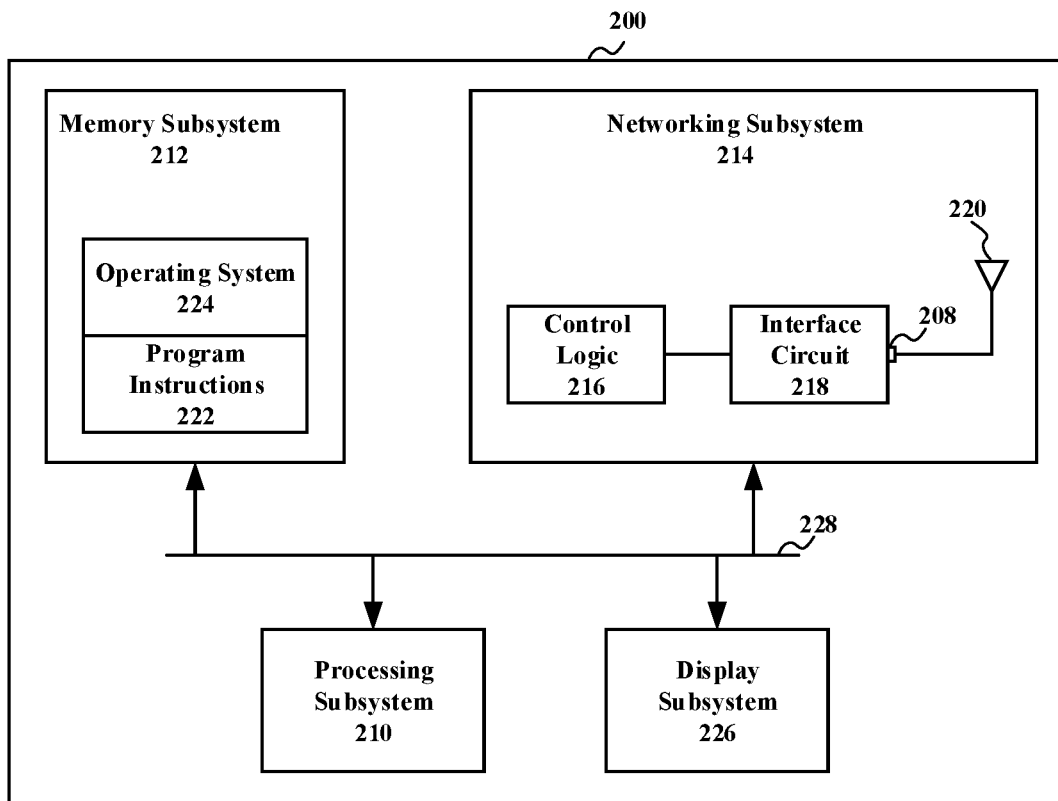 200
Memory Subsystem
212
Networking Subsystem
214
220
Operating System
224
Program
Instructions
222
Control
Logic
216
Interface
Circuit
218
208
228
Processing
Subsystem
210
Display
Subsystem
226